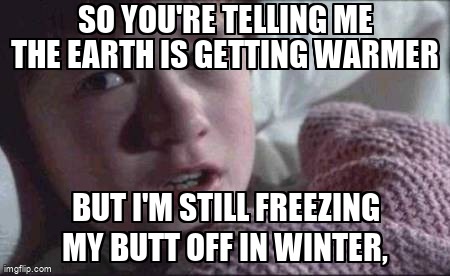 SO YOU'RE TELLING ME
THE EARTH IS GETTING WARMER
BUT I'M STILL FREEZING
MY BUTT OFF IN WINTER,
imgflip.com